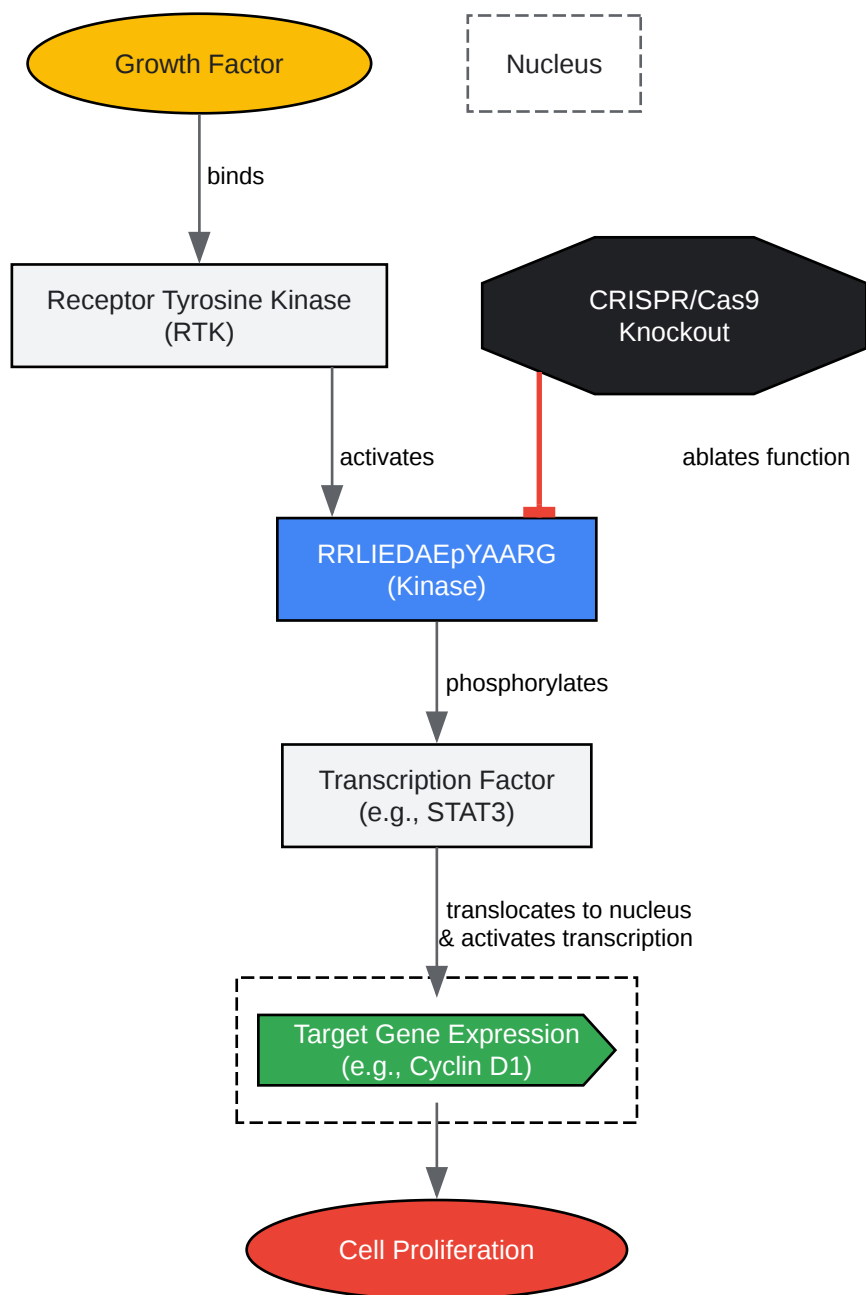 Growth Factor
Nucleus
binds
Receptor Tyrosine Kinase
(RTK)
CRISPR/Cas9
Knockout
activates
ablates function
RRLIEDAEpYAARG
(Kinase)
phosphorylates
Transcription Factor
(e.g., STAT3)
translocates to nucleus
& activates transcription
Target Gene Expression
(e.g., Cyclin D1)
Cell Proliferation